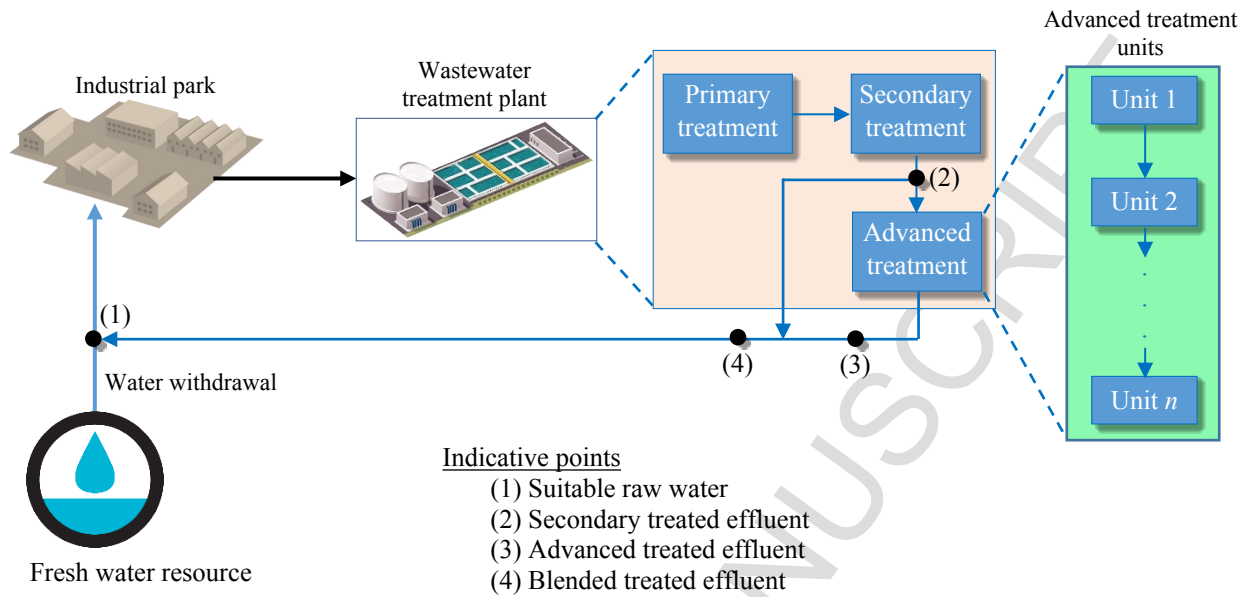 Advanced treatment
units
Industrial park
Wastewater
treatment plant
Primary
treatment
Secondary
treatment
(2)
Advanced
treatment
Unit 1
Unit 2
Unit n
(1)
(4)
(3)
Water withdrawal
Fresh water resource
Indicative points
(1) Suitable raw water
(2) Secondary treated effluent
(3) Advanced treated effluent
(4) Blended treated effluent
NUSCRIPT